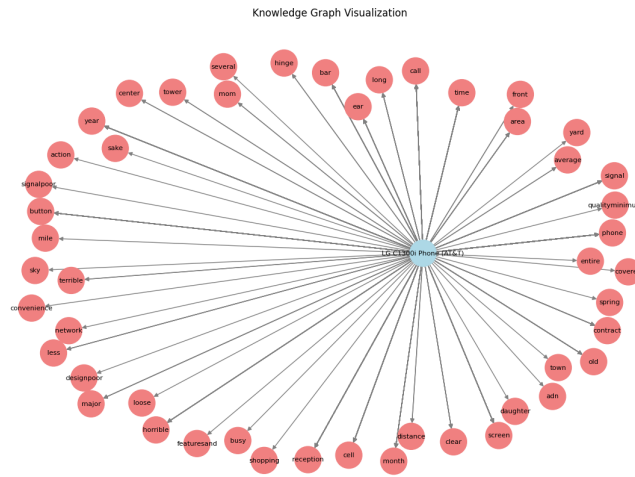 Knowledge Graph Visualization
hinge
several
bar
call
long
center
tower
mom
time
front
ear
year
area
yard
sake
action
average
signalpoor
signal
button
qualityminimu
phone
mile
LG C1300i Phone (AT&T)
entire
sky
covere
terrible
convenience
spring
network
contract
less
old
town
designpoor
major
loose
adn
daughter
horrible
busy
distance
screen
featuresand
clear
shopping
reception
cell
month